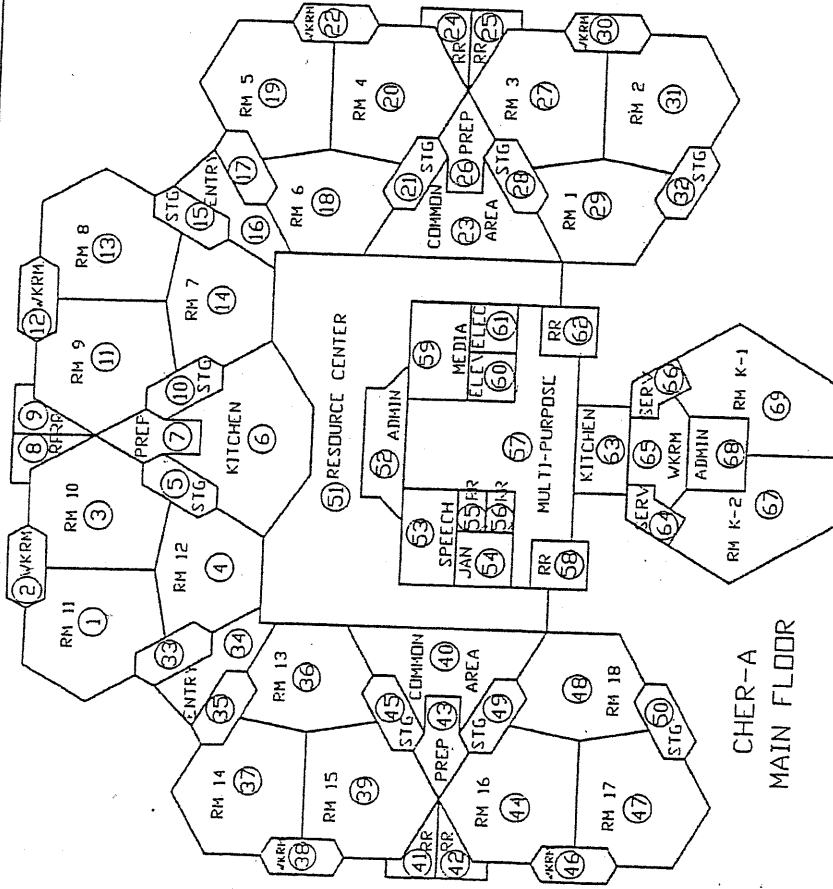 WKRM
22
RM 5
19
RM 4
20
17
ENTRY
16
RM 6
18
21
STG
24
RR
25
RR
PREP
26
COMMON
23
AREA
WKRM
30
RM 3
27
RM 2
31
STG
28
RM 1
29
STG
32
12
WKRM
RM 8
13
STG
15
RM 9
11
RM 7
14
10
STG
9
RR
8
RR
PREP
7
KITCHEN
6
5
STG
RM 10
3
2
WKRM
RM 11
1
RM 12
4
33
34
ENTRY
35
RM 13
36
RM 14
37
RM 15
39
WKRM
38
45
STG
COMMON
40
AREA
43
PREP
41
RR
42
RR
49
STG
RM 16
44
48
RM 18
RM 17
47
WKRM
46
50
STG
51
RESOURCE CENTER
52
ADMIN
53
SPEECH
JAN
54
55
RR
56
RR
57
MULTI-PURPOSE
RR
58
59
MEDIA
ELEV
60
ELEC
61
RR
62
KITCHEN
63
SERV
64
65
WKRM
SERV
66
ADMIN
68
RM K-2
67
RM K-1
69
CHER-A
MAIN FLOOR